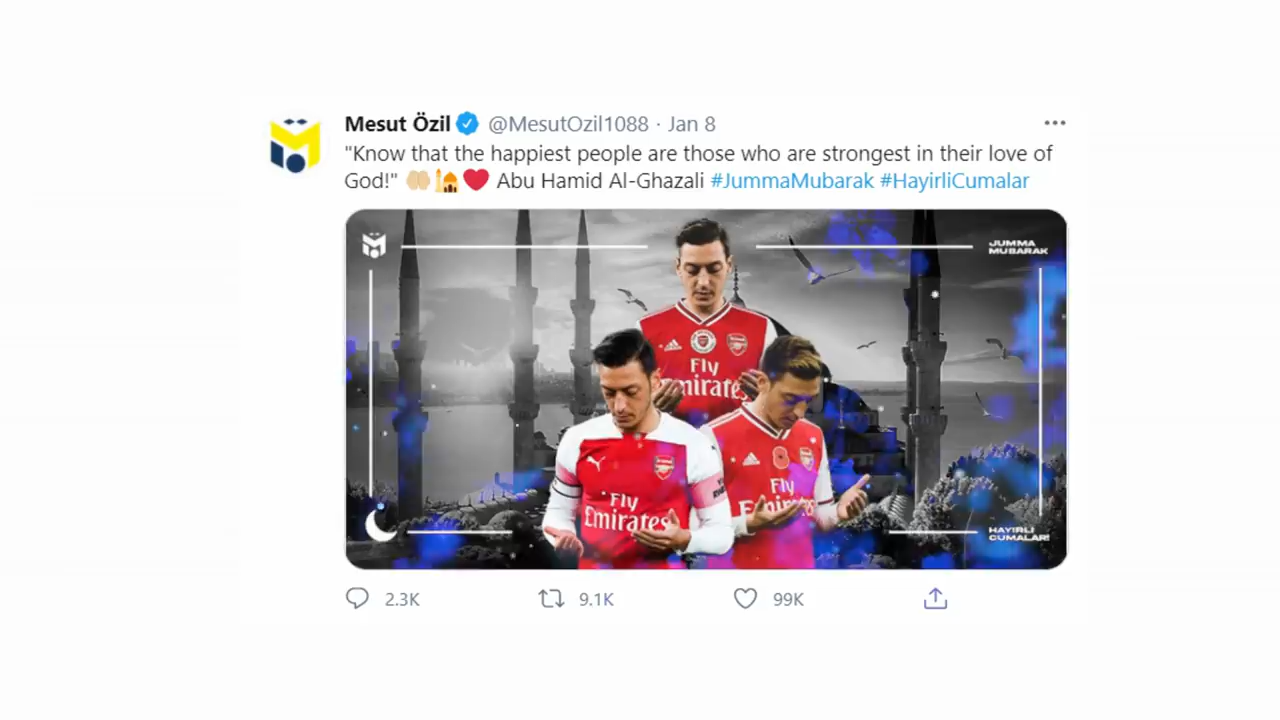 Mesut Özil @MesutOzil1088 · Jan 8
"Know that the happiest people are those who are strongest in their love of
God!" 🤲🏼🕌❤️ Abu Hamid Al-Ghazali #JummaMubarak #HayirliCumalar
JUMMA
MUBARAK
Fly
Emirates
Fly
Emirates
Fly
Emirates
HAYIRLI
CUMALAR!
2.3K 9.1K 99K